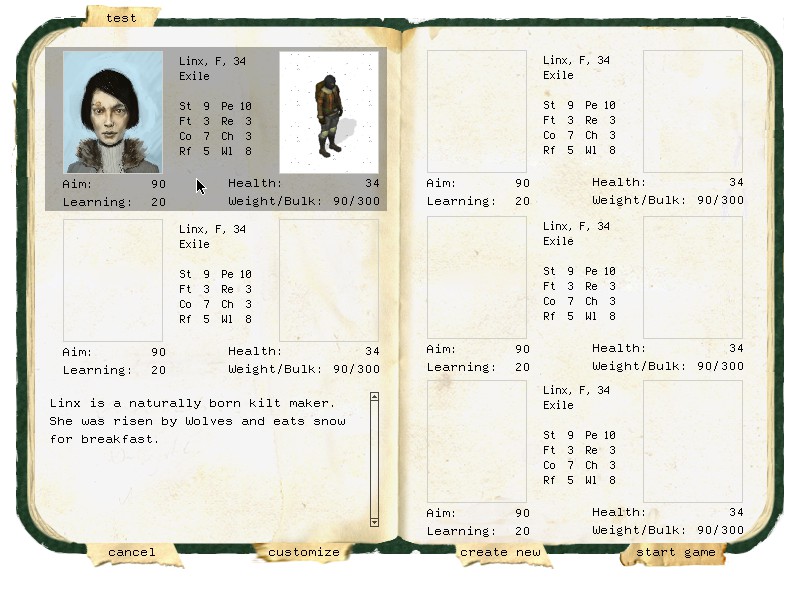 test
Linx, F, 34
Exile
St 9 Pe 10
Ft 3 Re 3
Co 7 Ch 3
Rf 5 Wl 8
Aim: 90 Health: 34
Learning: 20 Weight/Bulk: 90/300
Linx, F, 34
Exile
St 9 Pe 10
Ft 3 Re 3
Co 7 Ch 3
Rf 5 Wl 8
Aim: 90 Health: 34
Learning: 20 Weight/Bulk: 90/300
Linx is a naturally born kilt maker.
She was risen by Wolves and eats snow
for breakfast.
Linx, F, 34
Exile
St 9 Pe 10
Ft 3 Re 3
Co 7 Ch 3
Rf 5 Wl 8
Aim: 90 Health: 34
Learning: 20 Weight/Bulk: 90/300
Linx, F, 34
Exile
St 9 Pe 10
Ft 3 Re 3
Co 7 Ch 3
Rf 5 Wl 8
Aim: 90 Health: 34
Learning: 20 Weight/Bulk: 90/300
Linx, F, 34
Exile
St 9 Pe 10
Ft 3 Re 3
Co 7 Ch 3
Rf 5 Wl 8
Aim: 90 Health: 34
Learning: 20 Weight/Bulk: 90/300
cancel customize create new start game